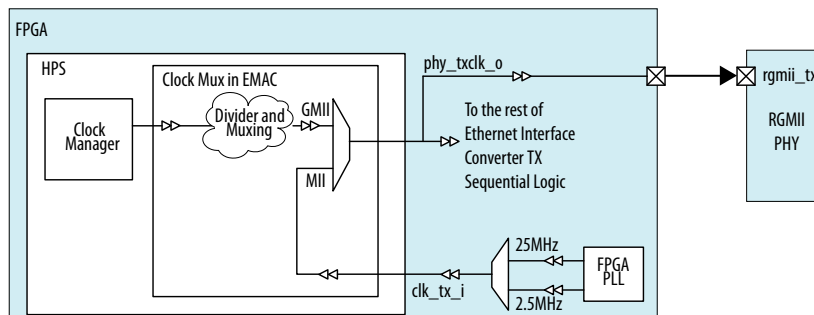 FPGA
HPS
Clock Mux in EMAC
Clock
Manager
Divider and
Muxing
GMII
MII
phy_txclk_o
To the rest of
Ethernet Interface
Converter TX
Sequential Logic
clk_tx_i
25MHz
2.5MHz
FPGA
PLL
rgmii_tx
RGMII
PHY